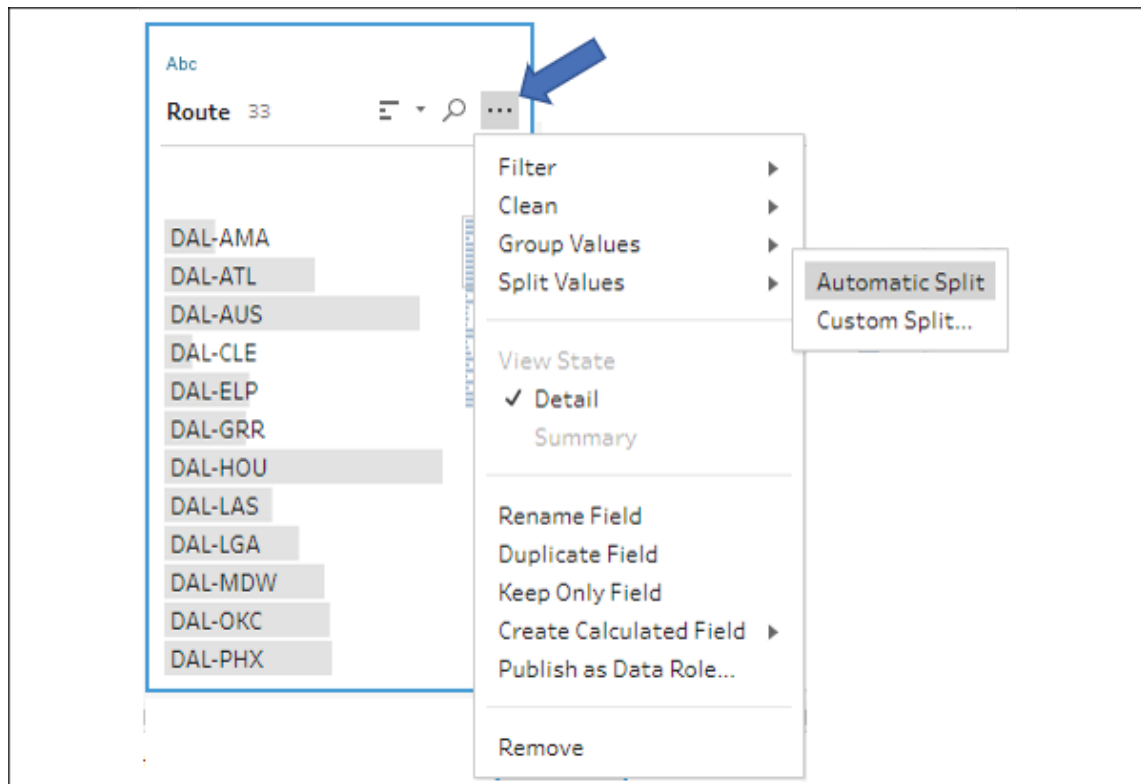 Abc
Route 33
DAL-AMA
DAL-ATL
DAL-AUS
DAL-CLE
DAL-ELP
DAL-GRR
DAL-HOU
DAL-LAS
DAL-LGA
DAL-MDW
DAL-OKC
DAL-PHX
Filter
Clean
Group Values
Split Values
Automatic Split
Custom Split...
View State
✓ Detail
Summary
Rename Field
Duplicate Field
Keep Only Field
Create Calculated Field
Publish as Data Role...
Remove